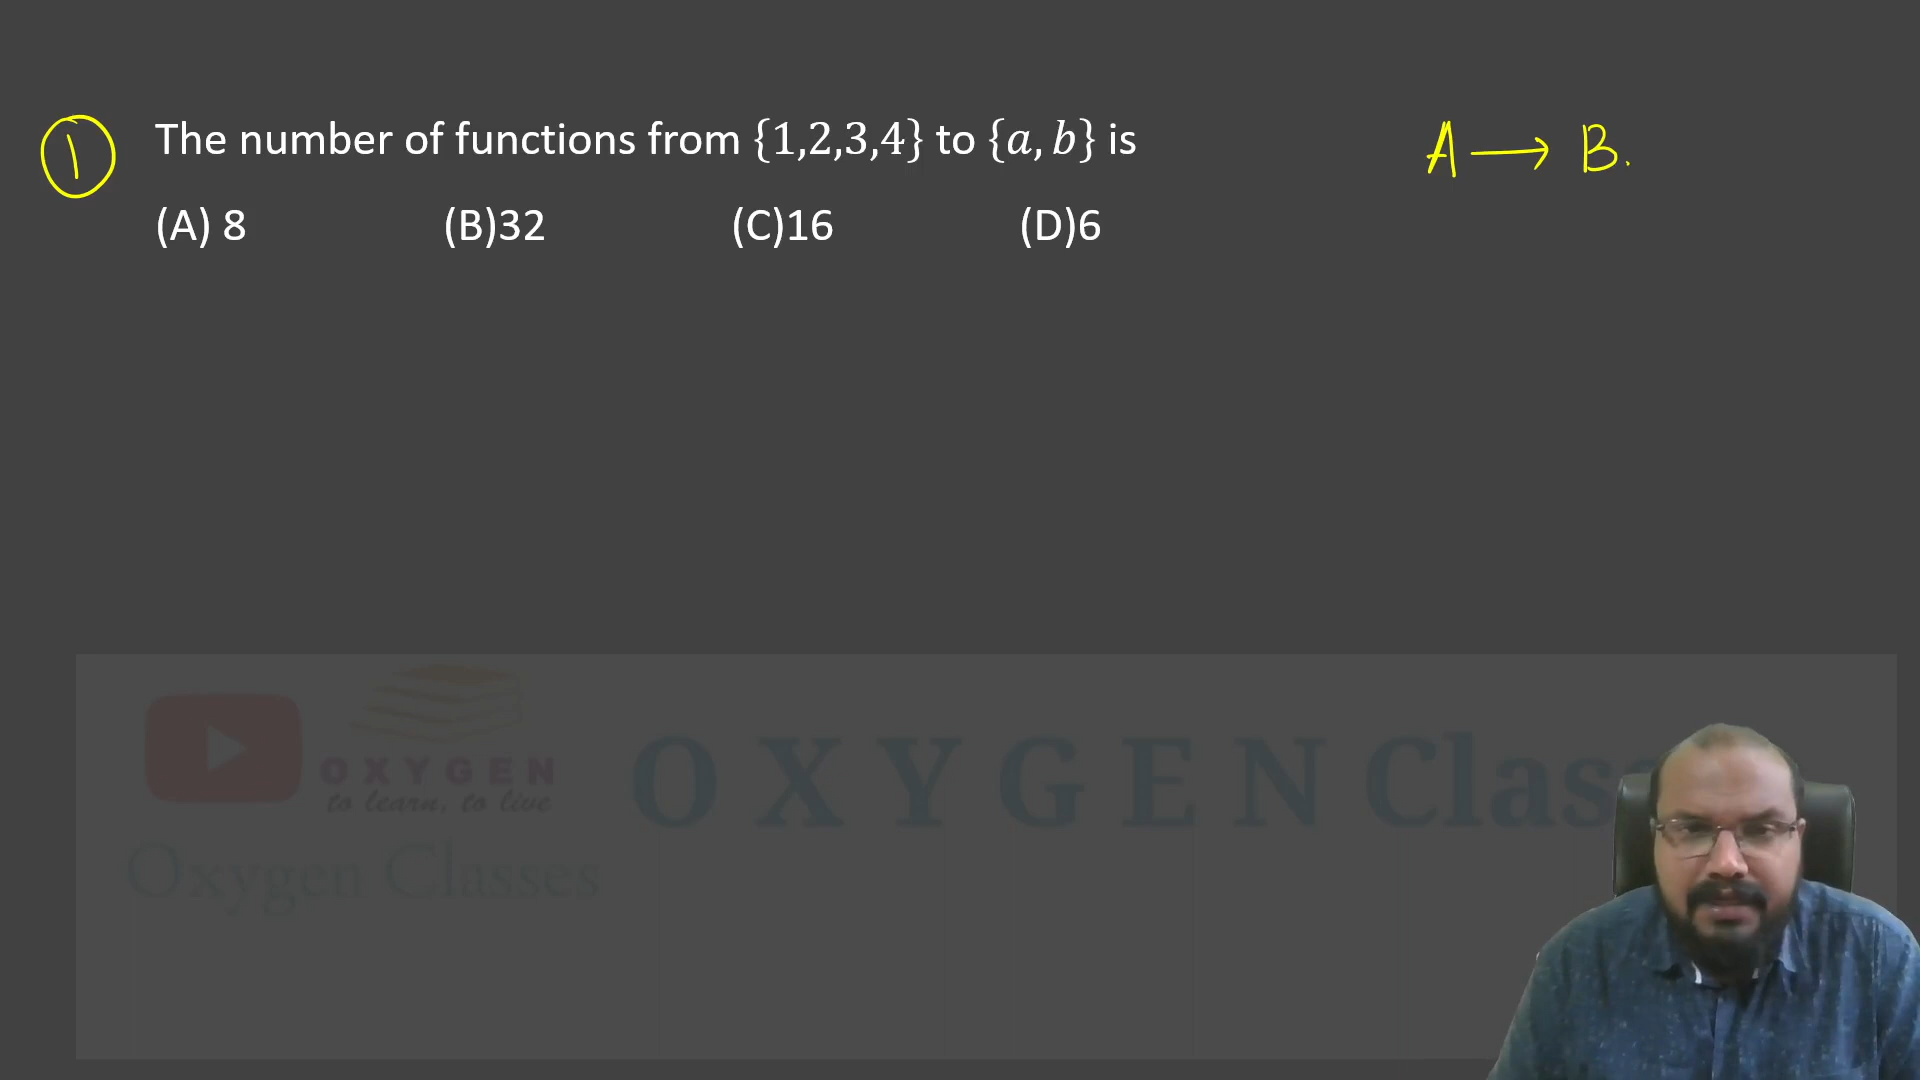 ① The number of functions from {1,2,3,4} to {a, b} is
A → B.
(A) 8 (B)32 (C)16 (D)6
OXYGEN
to learn, to live
OXYGEN Clas
Oxygen Classes